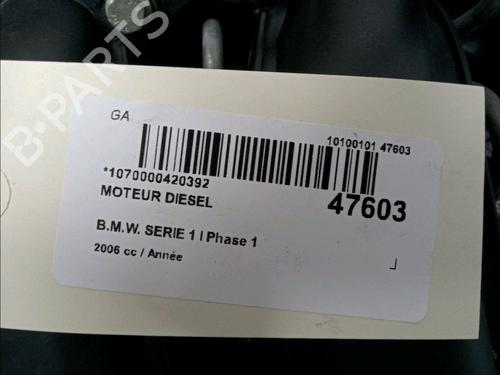 B-PARTS
GA
10100101 47603
*1070000420392
MOTEUR DIESEL
47603
B.M.W. SERIE 1 I Phase 1
2006 cc / Année